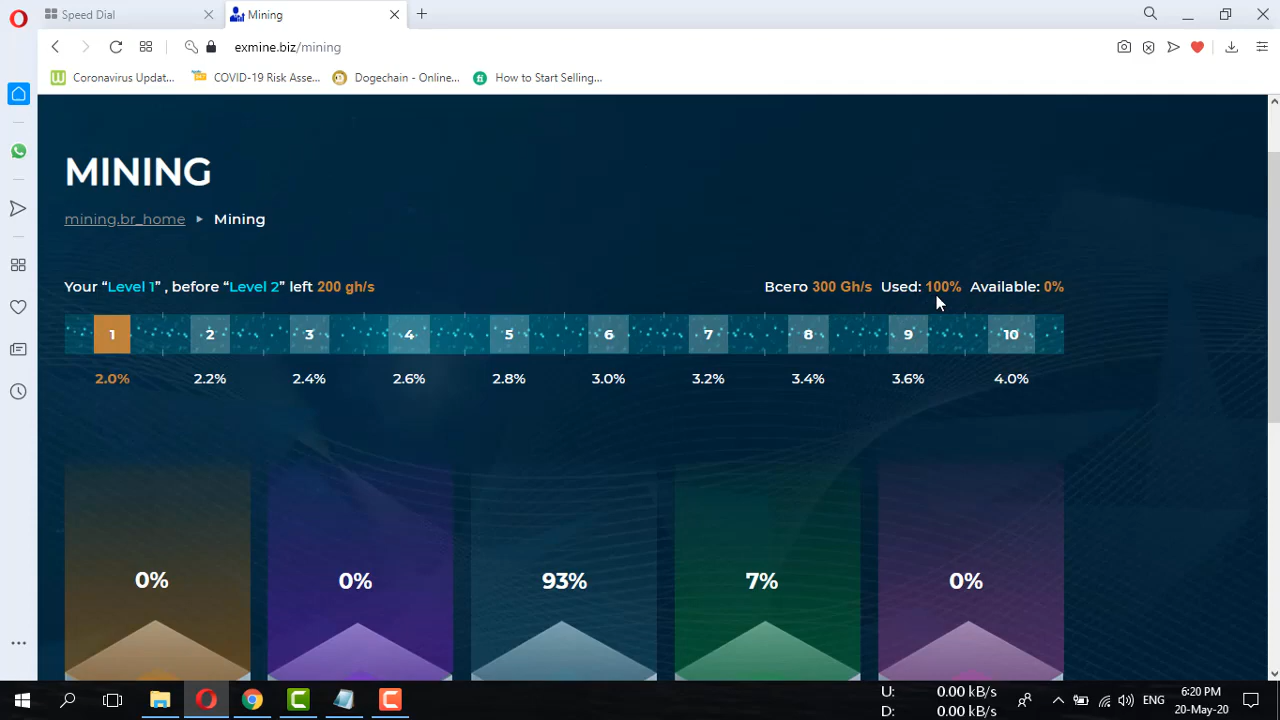 Speed Dial
Mining
exmine.biz/mining
Coronavirus Updat...
COVID-19 Risk Asse...
Dogechain - Online...
How to Start Selling...
MINING
mining.br_home ▸ Mining
Your “Level 1” , before “Level 2” left 200 gh/s
Всего 300 Gh/s Used: 100% Available: 0%
1 2 3 4 5 6 7 8 9 10
2.0% 2.2% 2.4% 2.6% 2.8% 3.0% 3.2% 3.4% 3.6% 4.0%
0% 0% 93% 7% 0%
U: 0.00 kB/s
D: 0.00 kB/s
ENG
6:20 PM
20-May-20